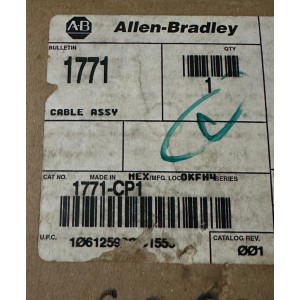 AB Allen-Bradley
BULLETIN QTY
1771 1
CABLE ASSY
CAT NO. MADE IN MEX/MFG. LOC OKFH4 SERIES
1771-CP1
U.P.C. CATALOG REV.
001